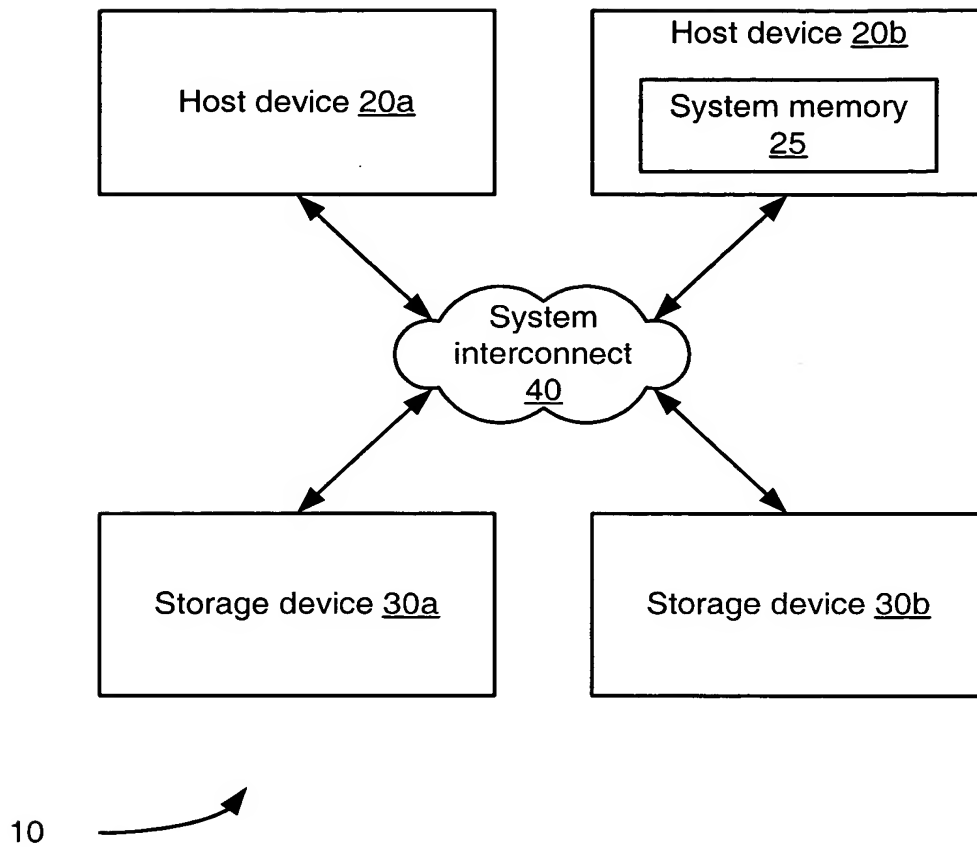 Host device 20a
Host device 20b
System memory
25
System
interconnect
40
Storage device 30a
Storage device 30b
10